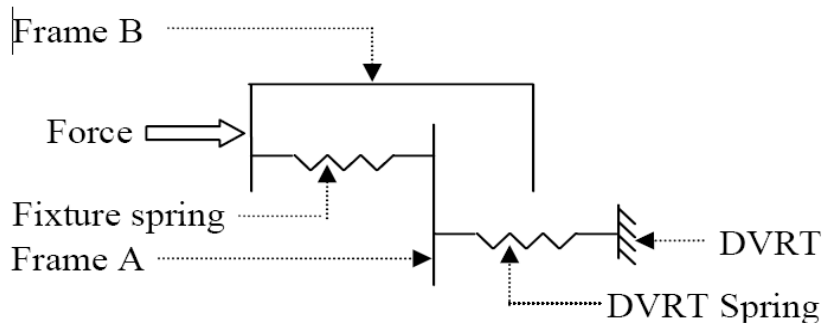 Frame B
Force
Fixture spring
Frame A
DVRT
DVRT Spring